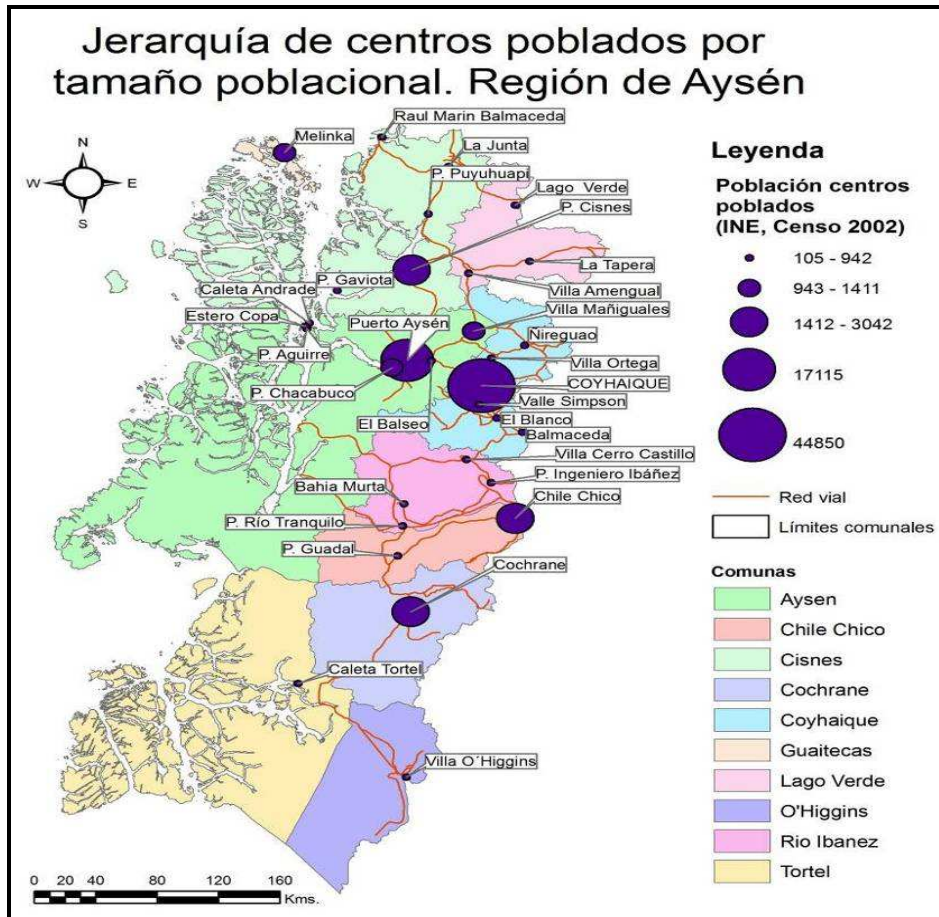 Jerarquía de centros poblados por
tamaño poblacional. Región de Aysén
N
W
E
S
Melinka
Raul Marin Balmaceda
La Junta
P. Puyuhuapi
Lago Verde
P. Cisnes
P. Gaviota
La Tapera
Caleta Andrade
Villa Amengual
Estero Copa
Puerto Aysén
Villa Mañiguales
Ñireguao
P. Aguirre
Villa Ortega
P. Chacabuco
COYHAIQUE
Valle Simpson
El Balseo
El Blanco
Balmaceda
Villa Cerro Castillo
P. Ingeniero Ibáñez
Bahia Murta
Chile Chico
P. Río Tranquilo
P. Guadal
Cochrane
Caleta Tortel
Villa O´Higgins
0 20 40 80 120 160
Kms.
Leyenda
Población centros
poblados
(INE, Censo 2002)
105 - 942
943 - 1411
1412 - 3042
17115
44850
Red vial
Límites comunales
Comunas
Aysen
Chile Chico
Cisnes
Cochrane
Coyhaique
Guaitecas
Lago Verde
O'Higgins
Rio Ibanez
Tortel